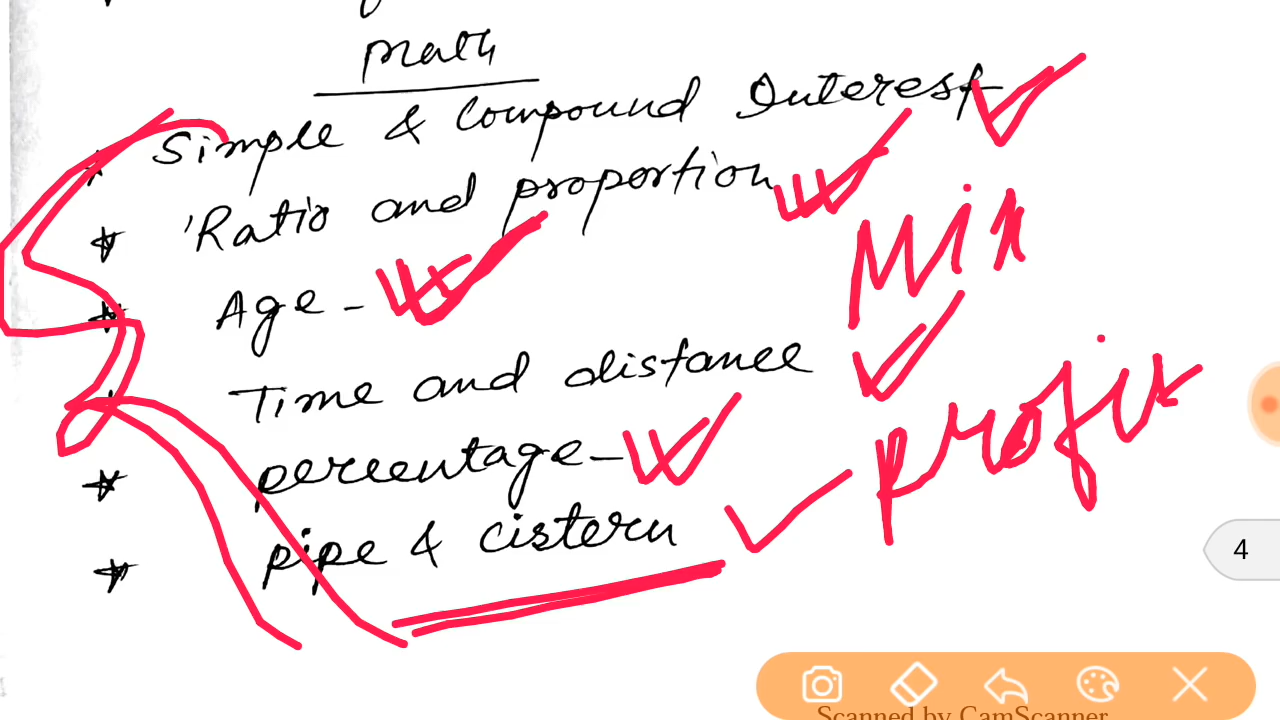 Math
* Simple & Compound Interest
* Ratio and proportion
Mix
* Age -
* Time and distance
profit
* percentage -
* pipe & cistern
4
Scanned by CamScanner